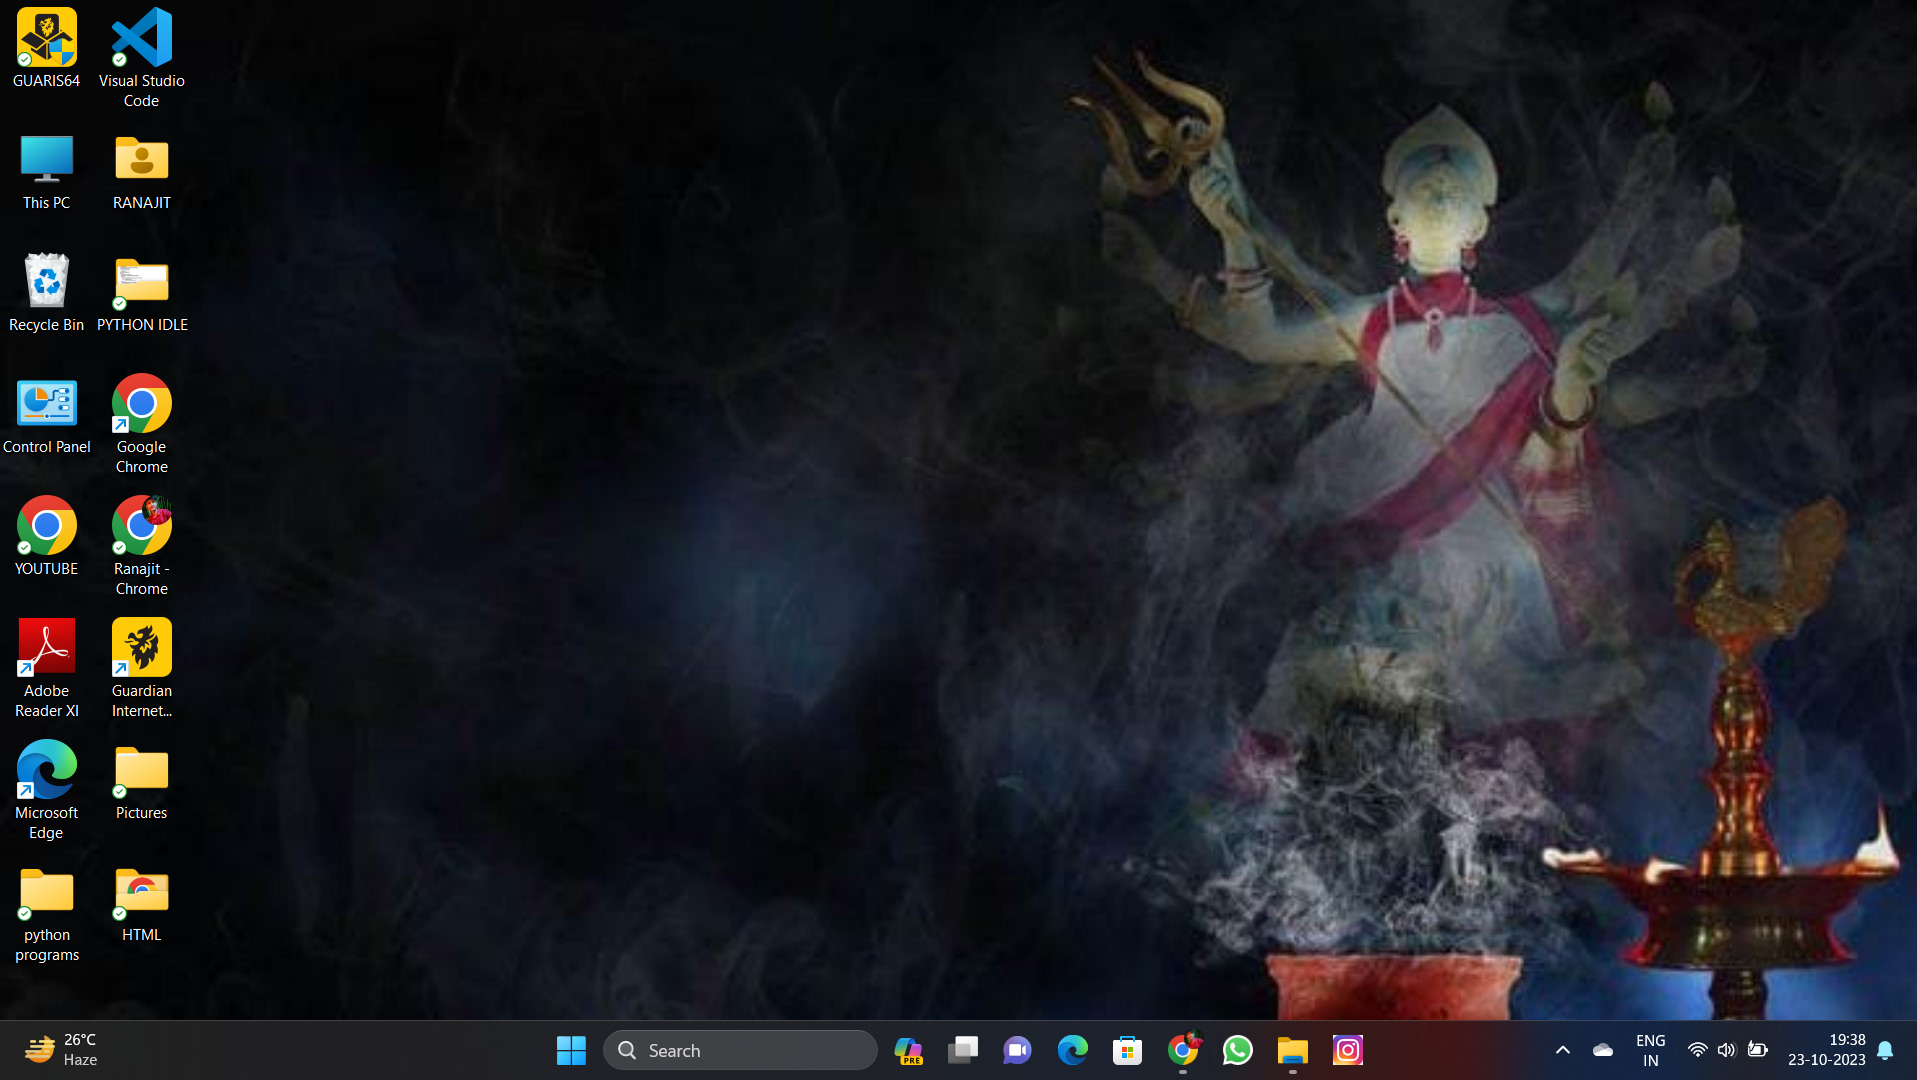 GUARIS64
Visual Studio
Code
This PC
RANAJIT
Recycle Bin
PYTHON IDLE
Control Panel
Google
Chrome
YOUTUBE
Ranajit -
Chrome
Adobe
Reader XI
Guardian
Internet...
Microsoft
Edge
Pictures
python
programs
HTML
26°C
Haze
Search
PRE
ENG
IN
19:38
23-10-2023